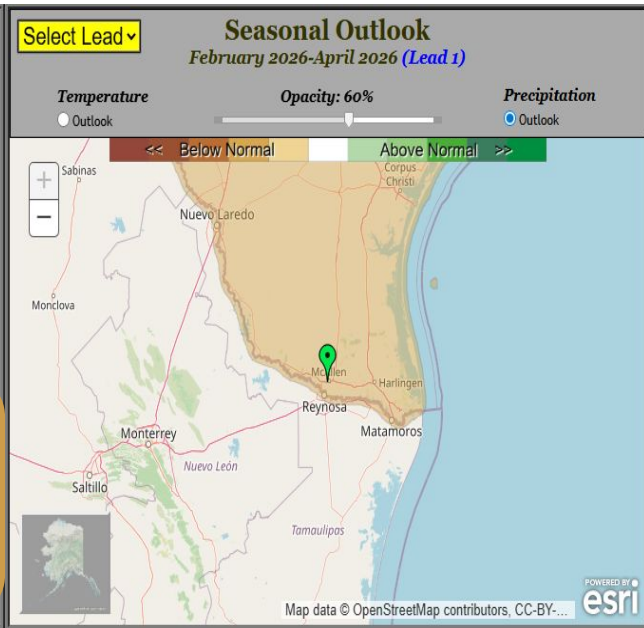 Select Lead
Seasonal Outlook
February 2026-April 2026 (Lead 1)
Temperature
Opacity: 60%
Precipitation
Outlook
Outlook
<< Below Normal
Above Normal >>
+
−
Sabinas
Corpus
Christi
Nuevo Laredo
Monclova
McAllen
Harlingen
Reynosa
Matamoros
Monterrey
Nuevo León
Saltillo
Tamaulipas
POWERED BY
esri
Map data © OpenStreetMap contributors, CC-BY-...